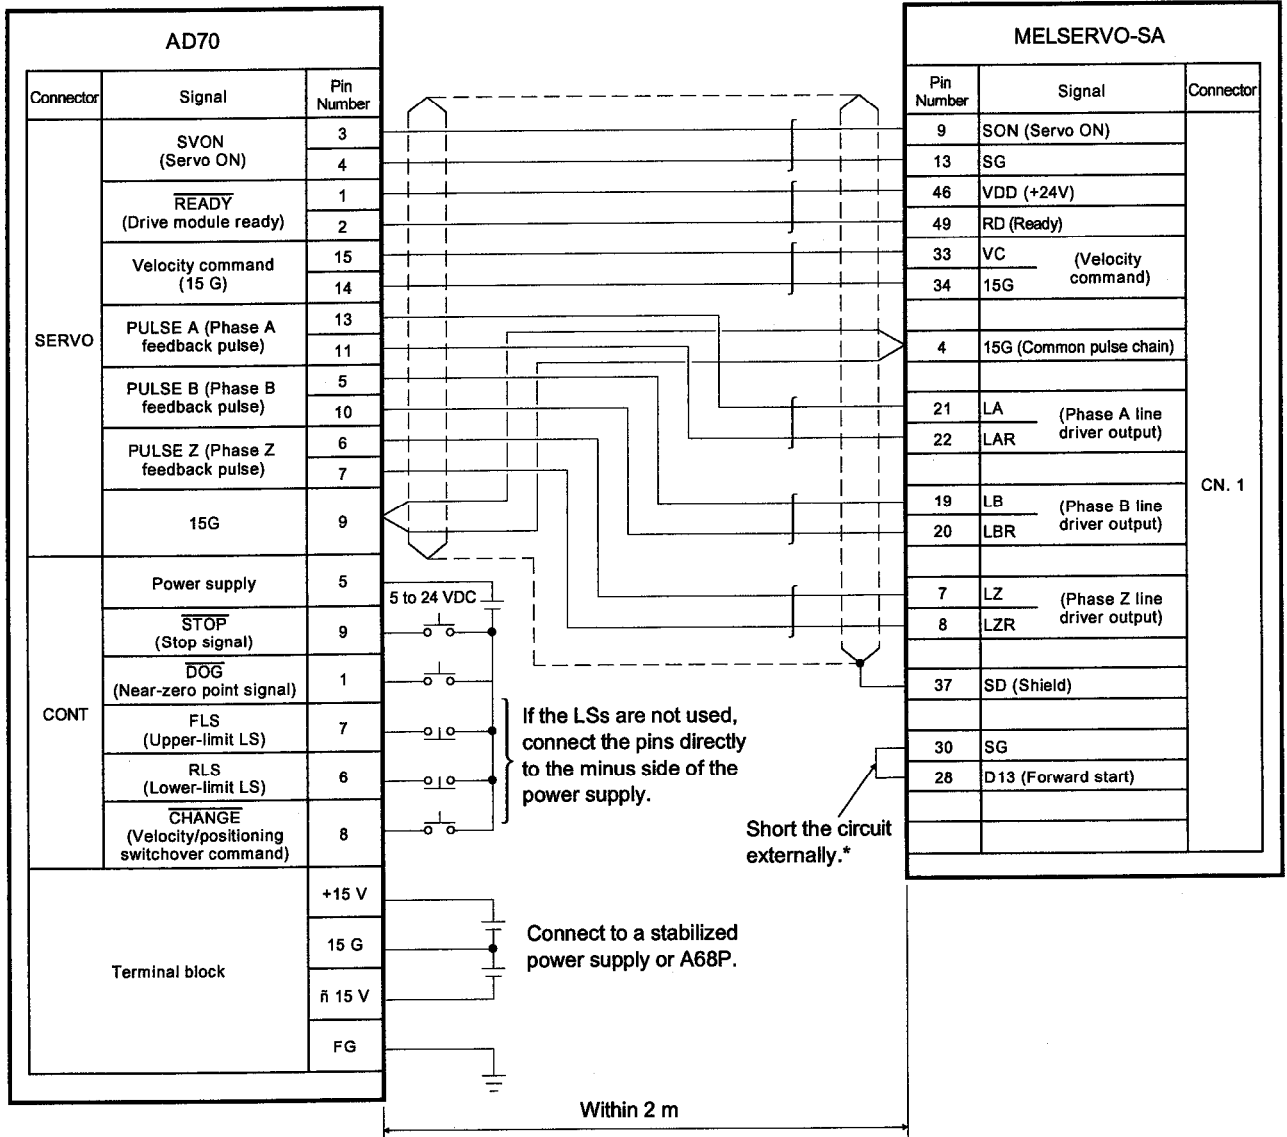 AD70
Connector
Signal
Pin
Number
SERVO
SVON
(Servo ON)
3
4
READY
(Drive module ready)
1
2
Velocity command
(15 G)
15
14
PULSE A (Phase A
feedback pulse)
13
11
PULSE B (Phase B
feedback pulse)
5
10
PULSE Z (Phase Z
feedback pulse)
6
7
15G
9
CONT
Power supply
5
STOP
(Stop signal)
9
DOG
(Near-zero point signal)
1
FLS
(Upper-limit LS)
7
RLS
(Lower-limit LS)
6
CHANGE
(Velocity/positioning
switchover command)
8
Terminal block
+15 V
15 G
ñ 15 V
FG
5 to 24 VDC
If the LSs are not used,
connect the pins directly
to the minus side of the
power supply.
Connect to a stabilized
power supply or A68P.
Short the circuit
externally.*
Within 2 m
MELSERVO-SA
Pin
Number
Signal
Connector
9
SON (Servo ON)
13
SG
46
VDD (+24V)
49
RD (Ready)
33
VC
34
15G
(Velocity
command)
4
15G (Common pulse chain)
21
LA
22
LAR
(Phase A line
driver output)
19
LB
20
LBR
(Phase B line
driver output)
7
LZ
8
LZR
(Phase Z line
driver output)
37
SD (Shield)
30
SG
28
D13 (Forward start)
CN. 1